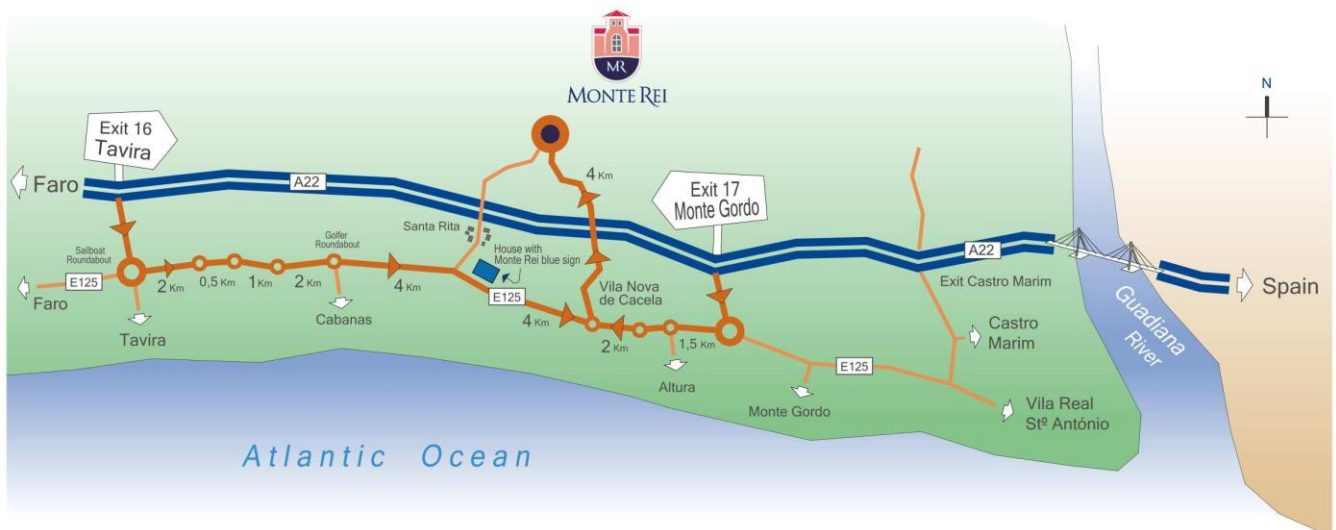 MR
MONTE REI
N
Exit 16
Tavira
Faro
A22
4 Km
Exit 17
Monte Gordo
Santa Rita
Sailboat
Roundabout
Golfer
Roundabout
House with
Monte Rei blue sign
A22
Spain
E125
Faro
2 Km
0,5 Km
1 Km
2 Km
4 Km
E125
Vila Nova
de Cacela
Exit Castro Marim
Guadiana
River
Cabanas
Tavira
4 Km
2 Km
1,5 Km
Castro
Marim
Altura
E125
Monte Gordo
Vila Real
Stº António
Atlantic Ocean